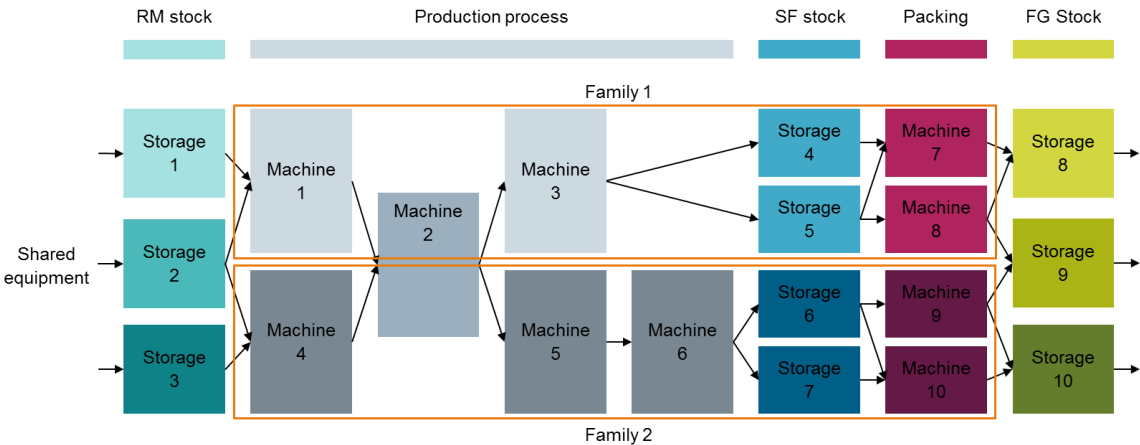 RM stock
Production process
SF stock
Packing
FG Stock
Family 1
Storage
1
Machine
1
Machine
3
Storage
4
Machine
7
Storage
8
Machine
2
Storage
5
Machine
8
Shared
equipment
Storage
2
Storage
9
Machine
4
Machine
5
Machine
6
Storage
6
Machine
9
Storage
3
Storage
7
Machine
10
Storage
10
Family 2